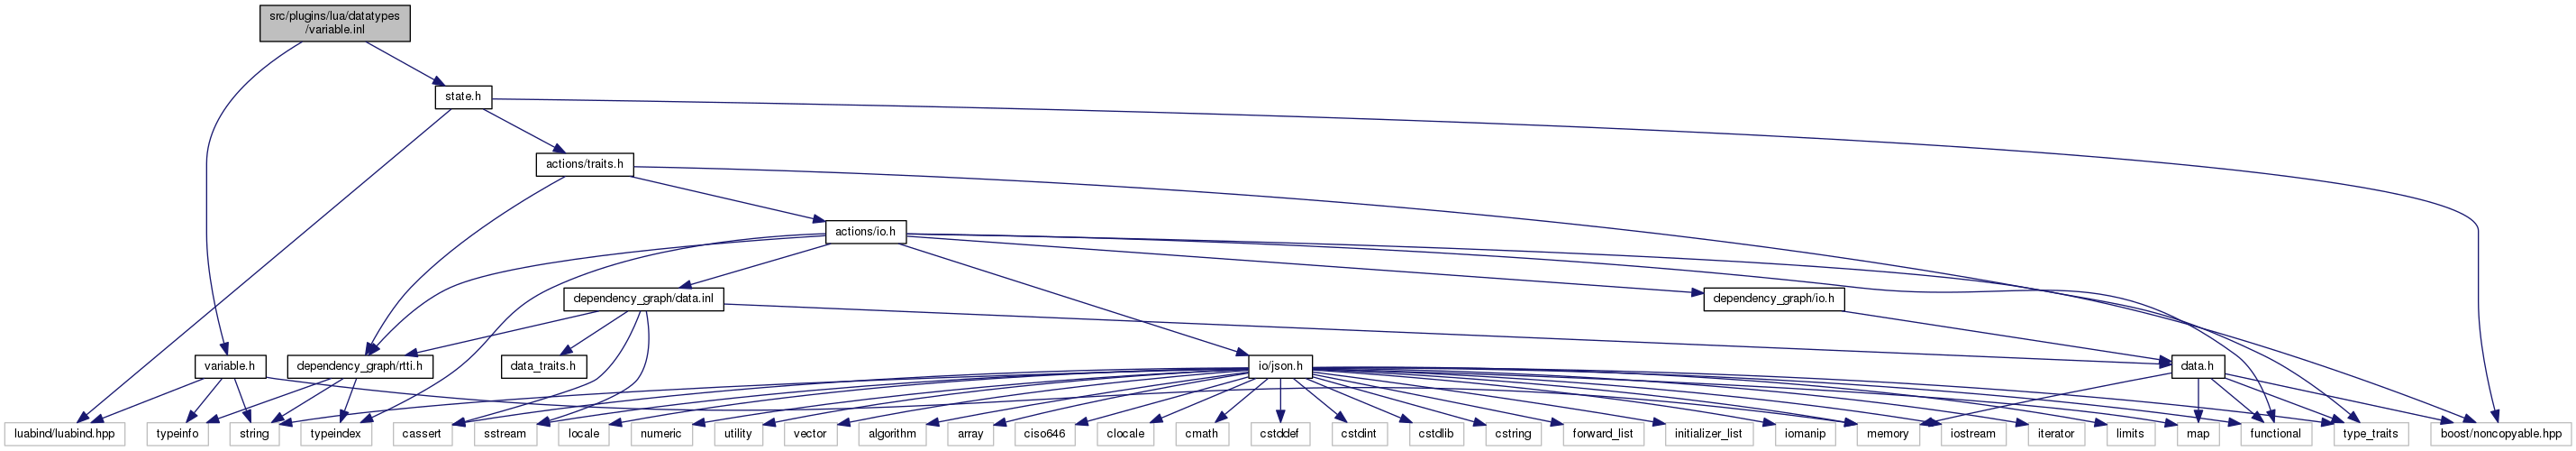 src/plugins/lua/datatypes
/variable.inl
state.h
actions/traits.h
actions/io.h
dependency_graph/data.inl
dependency_graph/io.h
variable.h
dependency_graph/rtti.h
data_traits.h
io/json.h
data.h
luabind/luabind.hpp
typeinfo
string
typeindex
cassert
sstream
locale
numeric
utility
vector
algorithm
array
ciso646
clocale
cmath
cstddef
cstdint
cstdlib
cstring
forward_list
initializer_list
iomanip
memory
iostream
iterator
limits
map
functional
type_traits
boost/noncopyable.hpp